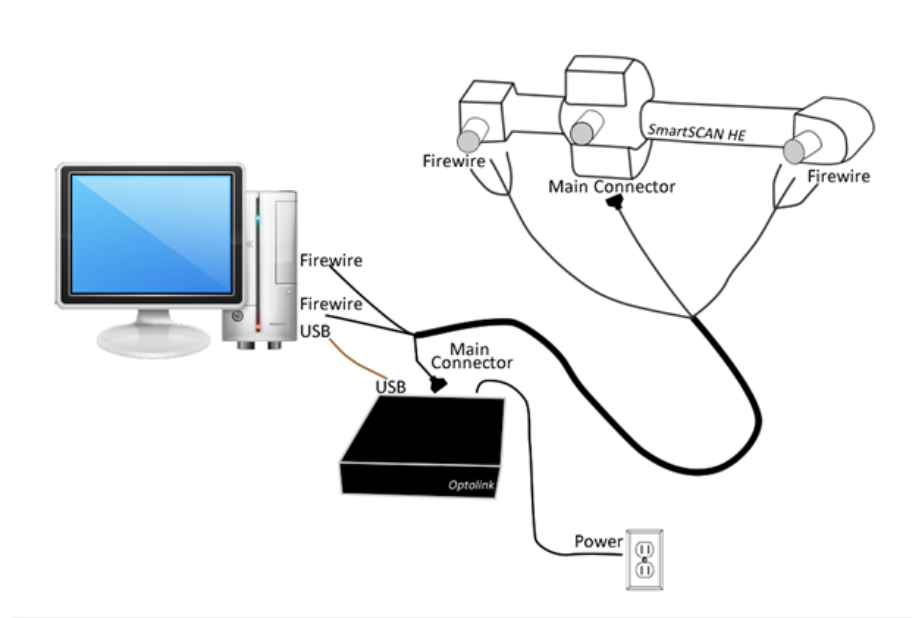 SmartSCAN HE
Firewire
Main Connector
Firewire
Firewire
Firewire
USB
Main
Connector
USB
Optolink
Power